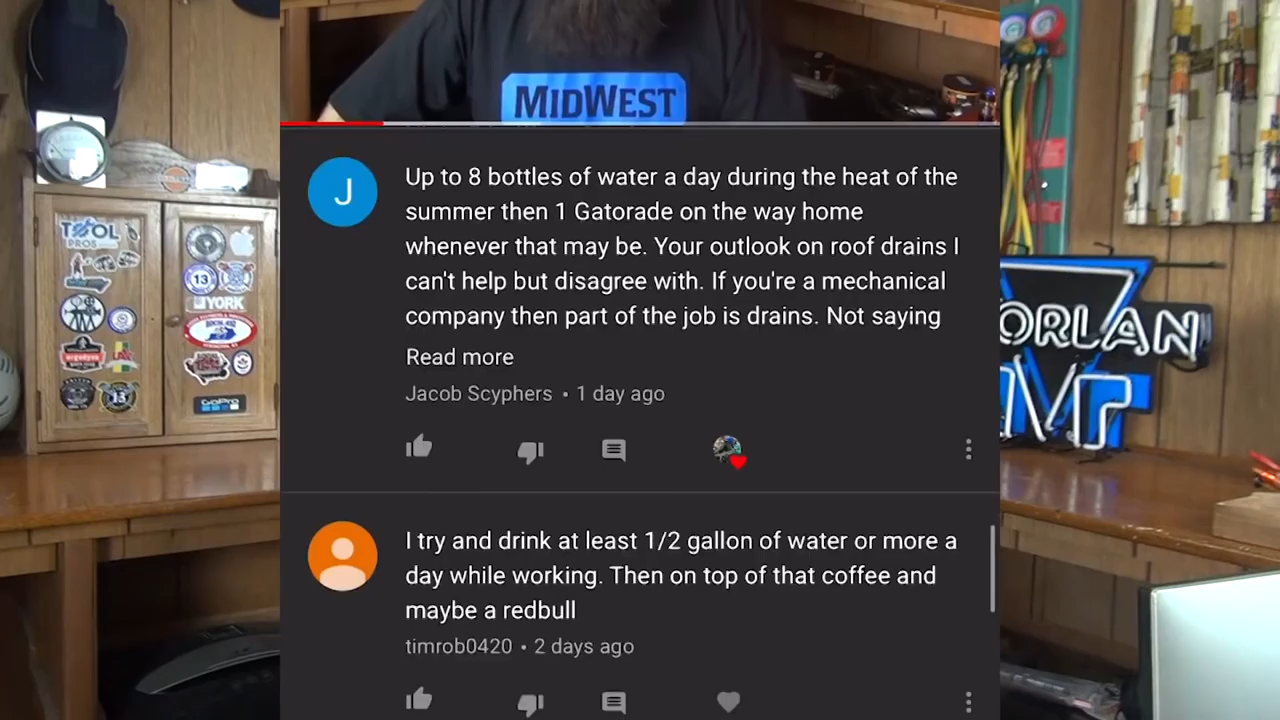 MIDWEST
Up to 8 bottles of water a day during the heat of the
summer then 1 Gatorade on the way home
whenever that may be. Your outlook on roof drains I
can't help but disagree with. If you're a mechanical
company then part of the job is drains. Not saying
Read more
Jacob Scyphers • 1 day ago
J
I try and drink at least 1/2 gallon of water or more a
day while working. Then on top of that coffee and
maybe a redbull
timrob0420 • 2 days ago
TOOL
PROS
13
YORK
13
GoPro
ORLAN